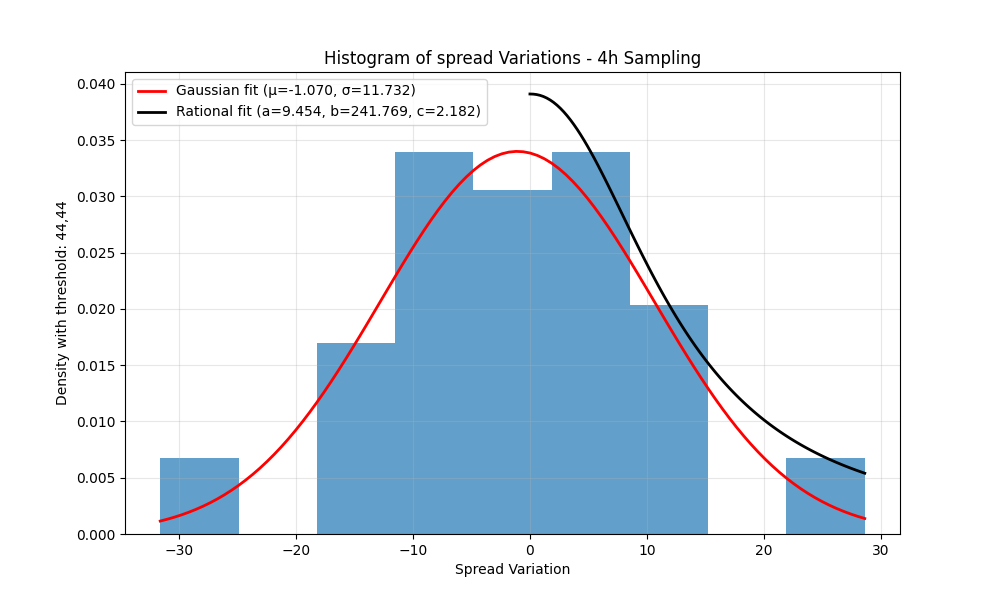 Histogram of spread Variations - 4h Sampling
Gaussian fit (μ=-1.070, σ=11.732)
Rational fit (a=9.454, b=241.769, c=2.182)
Density with threshold: 44,44
0.040
0.035
0.030
0.025
0.020
0.015
0.010
0.005
0.000
−30 −20 −10 0 10 20 30
Spread Variation